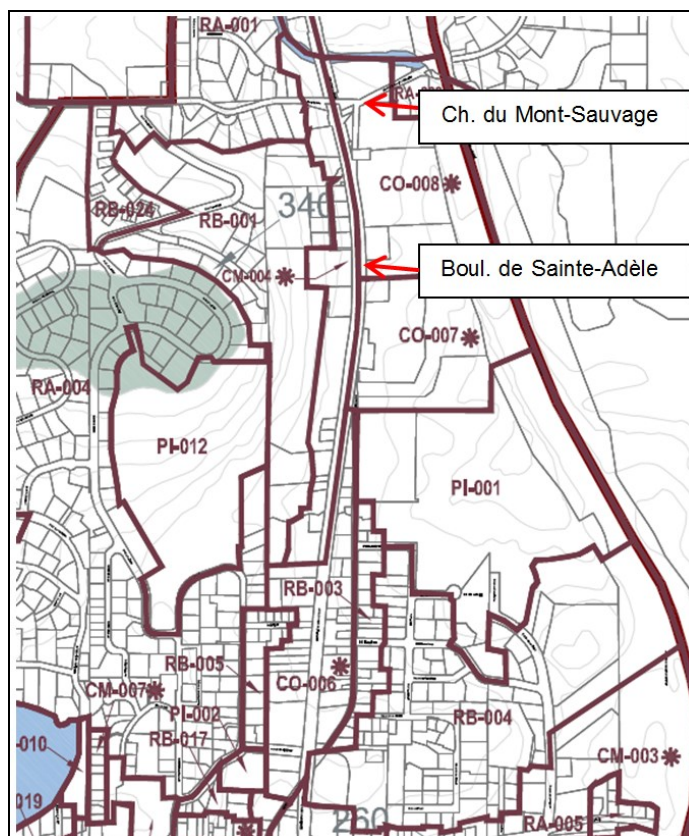 RA-001
Ch. du Mont-Sauvage
CO-008
RB-024
RB-001
340
CM-004
Boul. de Sainte-Adèle
CO-007
RA-004
PI-012
PI-001
RB-003
RB-005
CO-006
CM-007
PI-002
RB-004
RB-017
-010
CM-003
019
260
RA-005